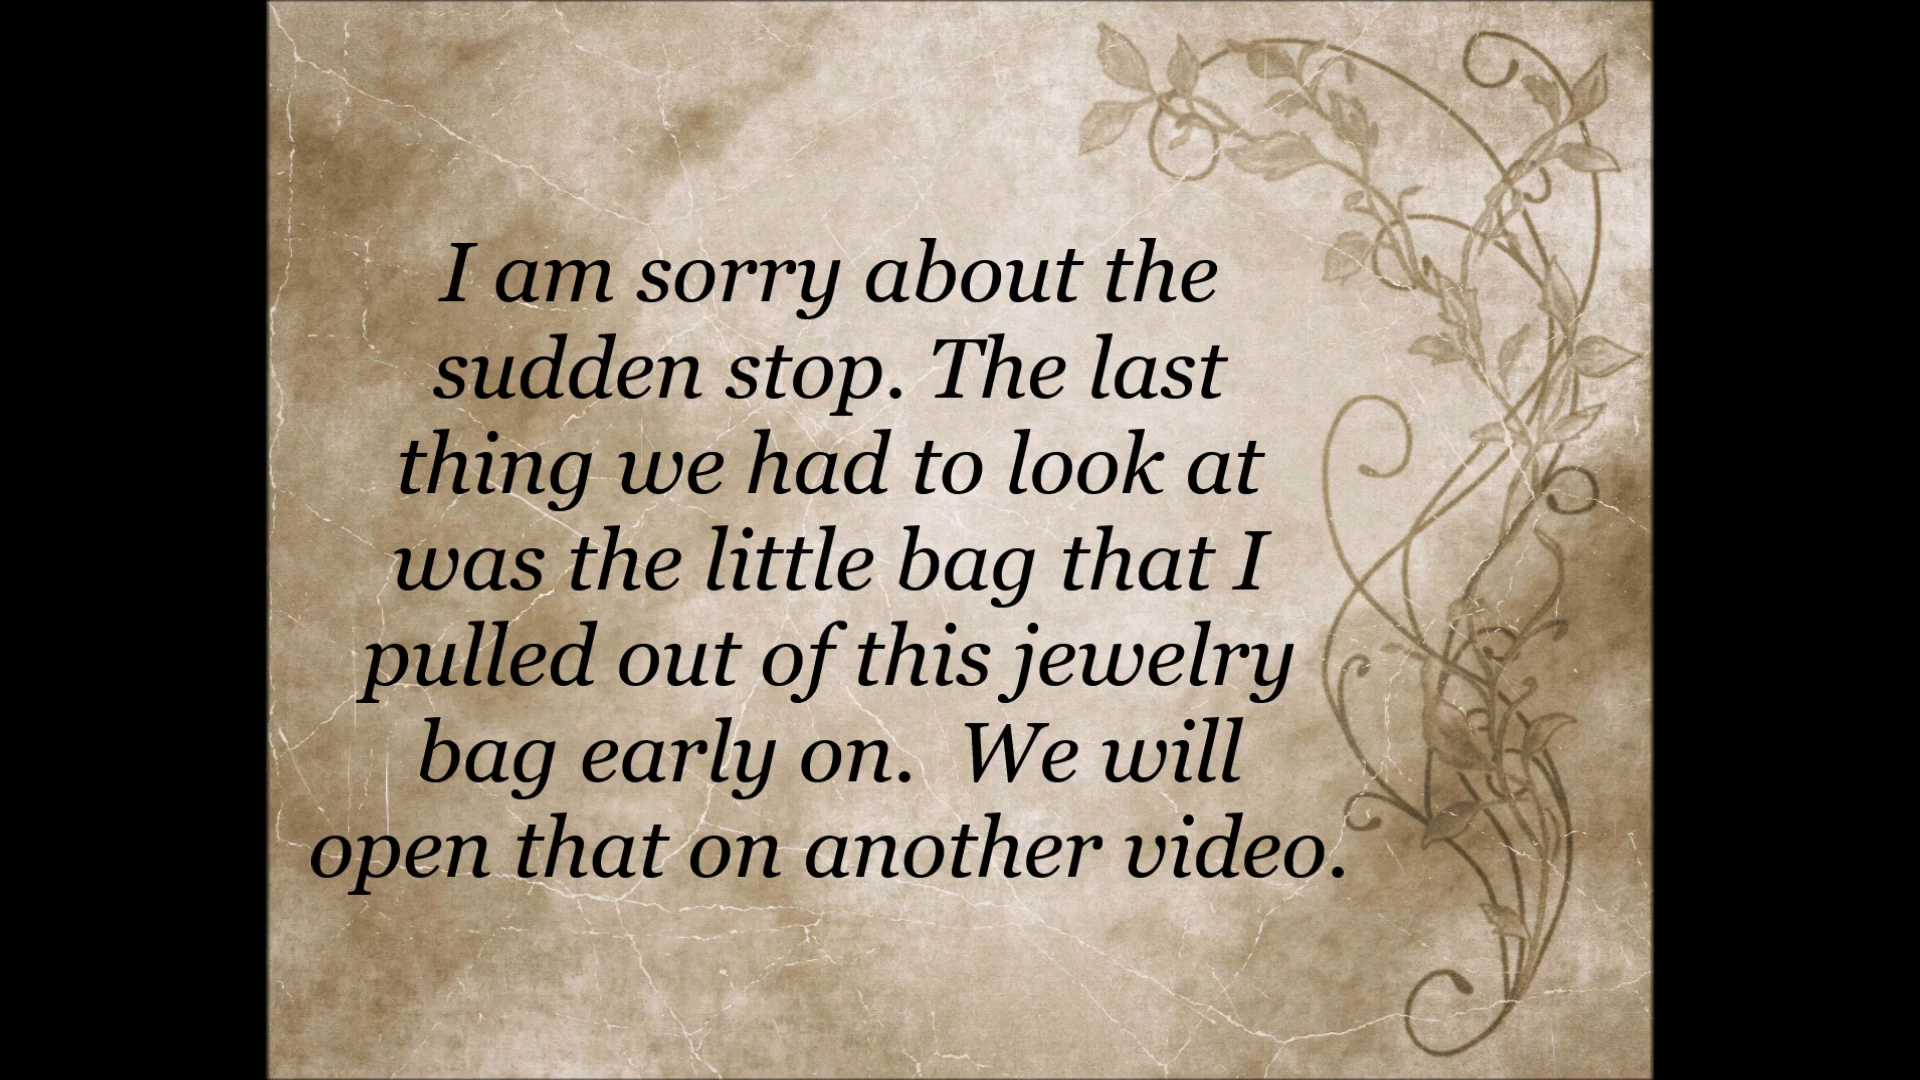 I am sorry about the
sudden stop. The last
thing we had to look at
was the little bag that I
pulled out of this jewelry
bag early on.  We will
open that on another video.